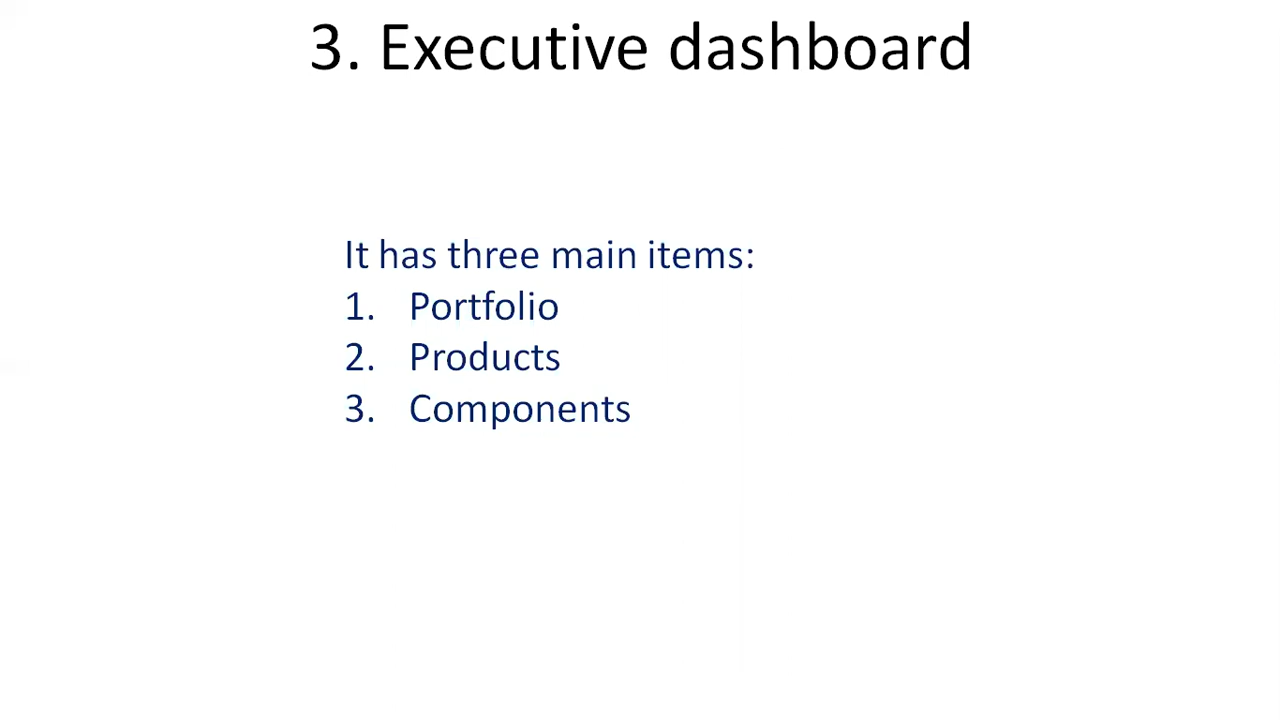 3. Executive dashboard
It has three main items:
1. Portfolio
2. Products
3. Components